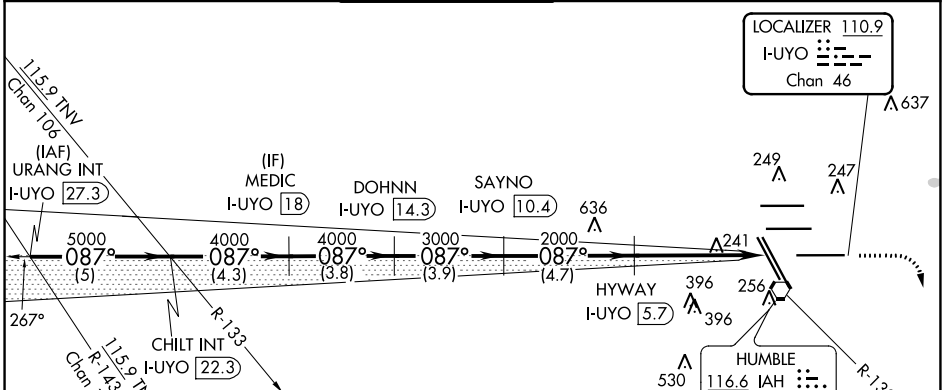 LOCALIZER 110.9
I-UYO
Chan 46
637
115.9 TNV
Chan 106
(IAF)
URANG INT
I-UYO 27.3
(IF)
MEDIC
I-UYO 18
DOHNN
I-UYO 14.3
SAYNO
I-UYO 10.4
249
247
636
5000
087°
(5)
4000
087°
(4.3)
4000
087°
(3.8)
3000
087°
(3.9)
2000
087°
(4.7)
241
267°
R-133
HYWAY
I-UYO 5.7
396
396
256
CHILT INT
I-UYO 22.3
115.9
R-143
Chan
530
HUMBLE
116.6 IAH